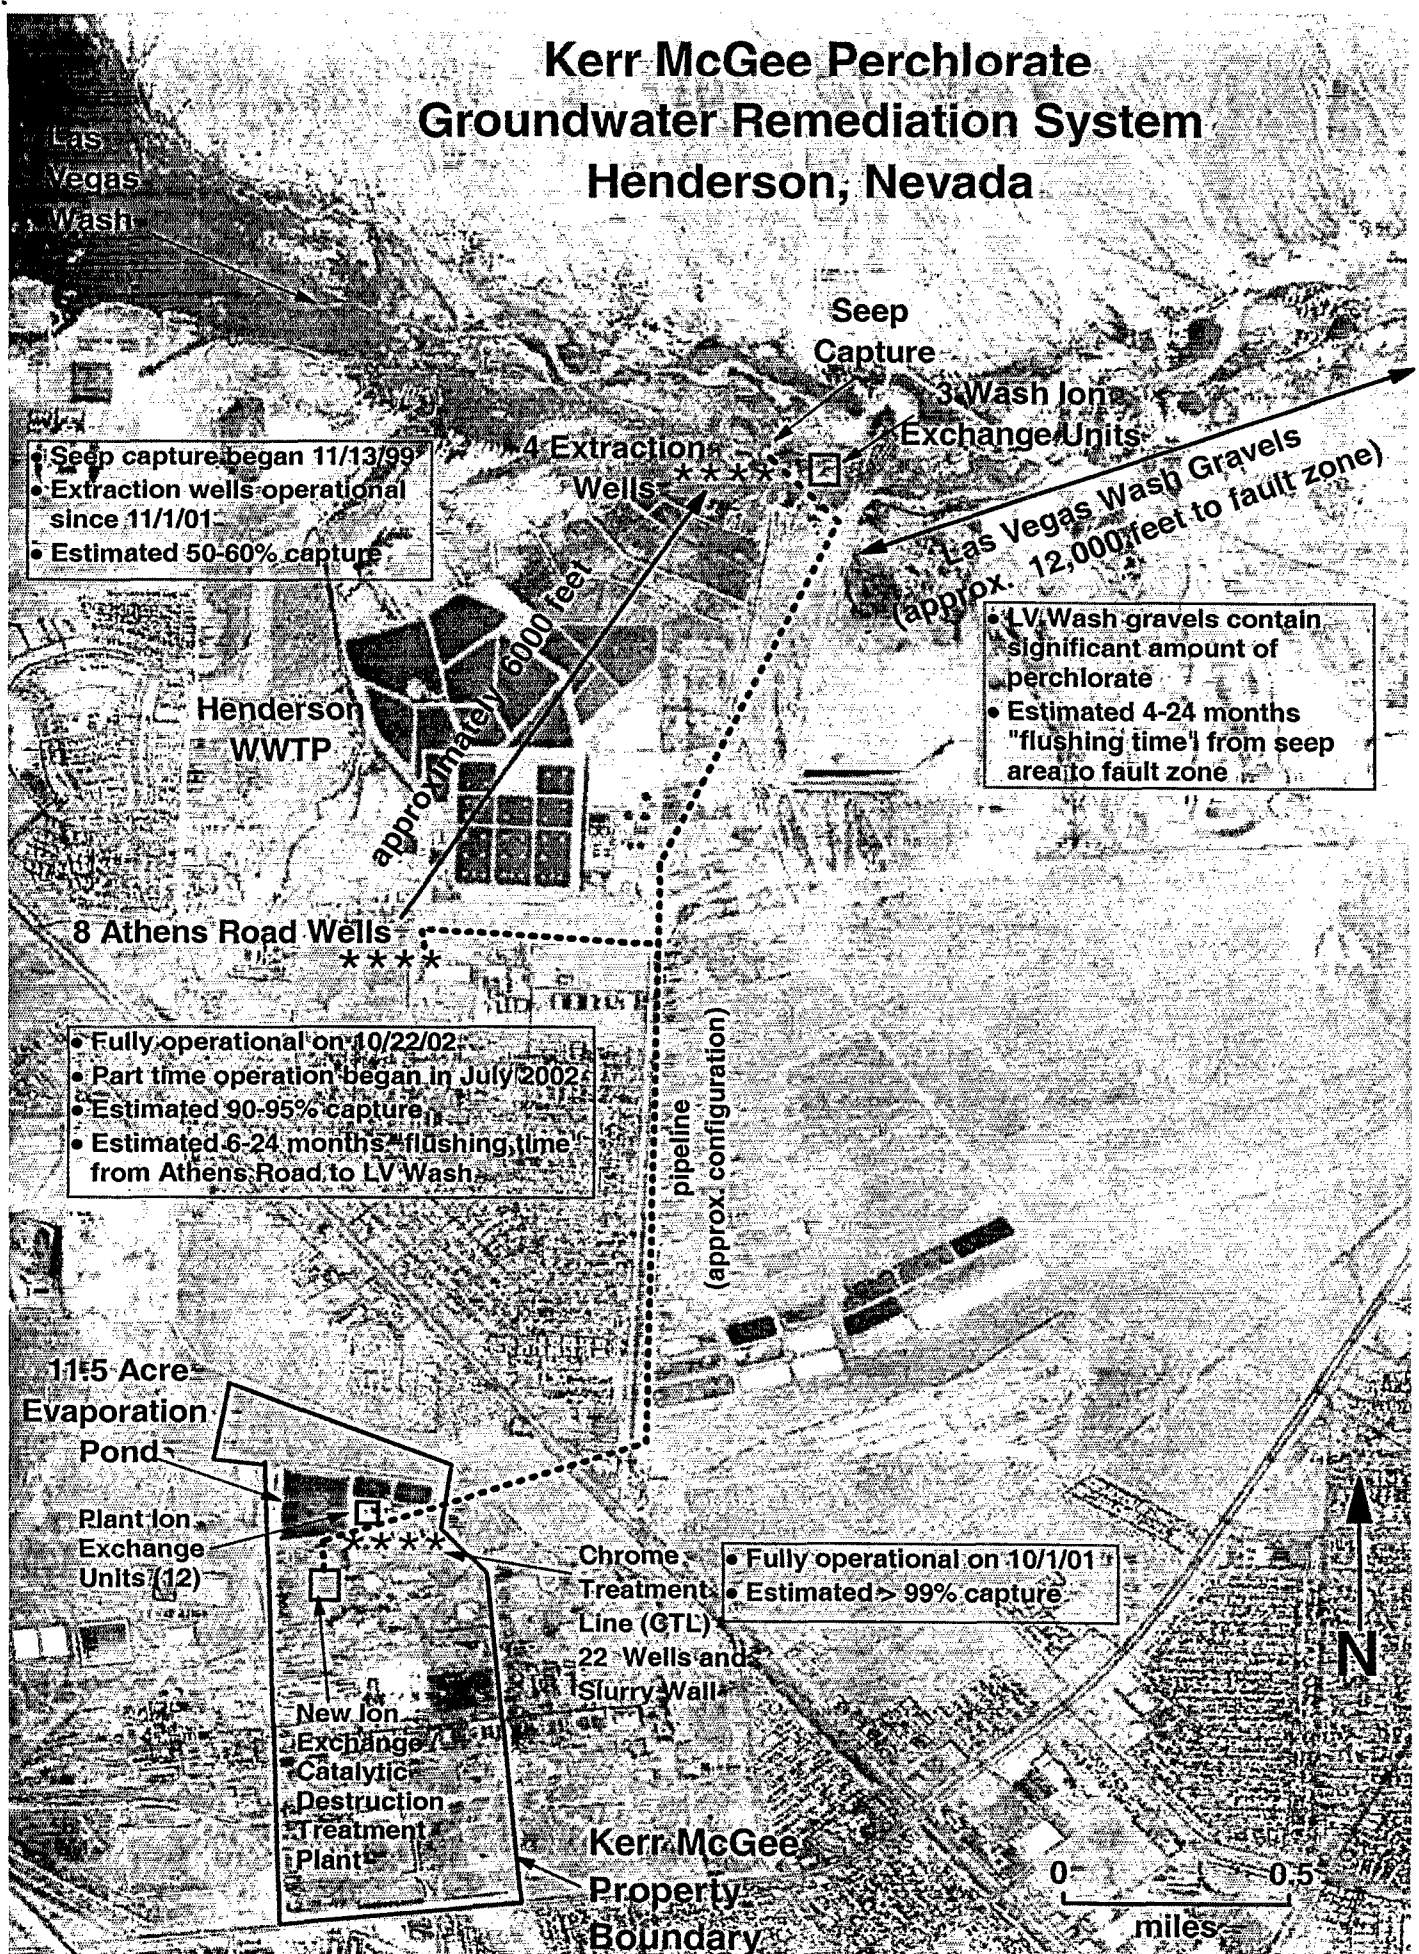 Kerr McGee Perchlorate
Groundwater Remediation System
Henderson, Nevada
Las
Vegas
Wash
Seep
Capture
3 Wash Ion
Exchange Units
4 Extraction
Wells
* * * *
Las Vegas Wash Gravels
(approx. 12,000 feet to fault zone)
• Seep capture began 11/13/99
• Extraction wells operational
since 11/1/01
• Estimated 50-60% capture
• LV Wash gravels contain
significant amount of
perchlorate
• Estimated 4-24 months
"flushing time" from seep
area to fault zone
approximately 6000 feet
Henderson
WWTP
8 Athens Road Wells
* * * *
• Fully operational on 10/22/02
• Part time operation began in July 2002
• Estimated 90-95% capture
• Estimated 6-24 months "flushing time"
from Athens Road to LV Wash
pipeline
(approx. configuration)
11.5 Acre
Evaporation
Pond
Plant Ion
Exchange
Units (12)
* * * *
Chrome
Treatment
Line (CTL)
22 Wells and
Slurry Wall
• Fully operational on 10/1/01
• Estimated > 99% capture
New Ion
Exchange/
Catalytic
Destruction
Treatment
Plant
Kerr McGee
Property
Boundary
N
0 0.5
miles